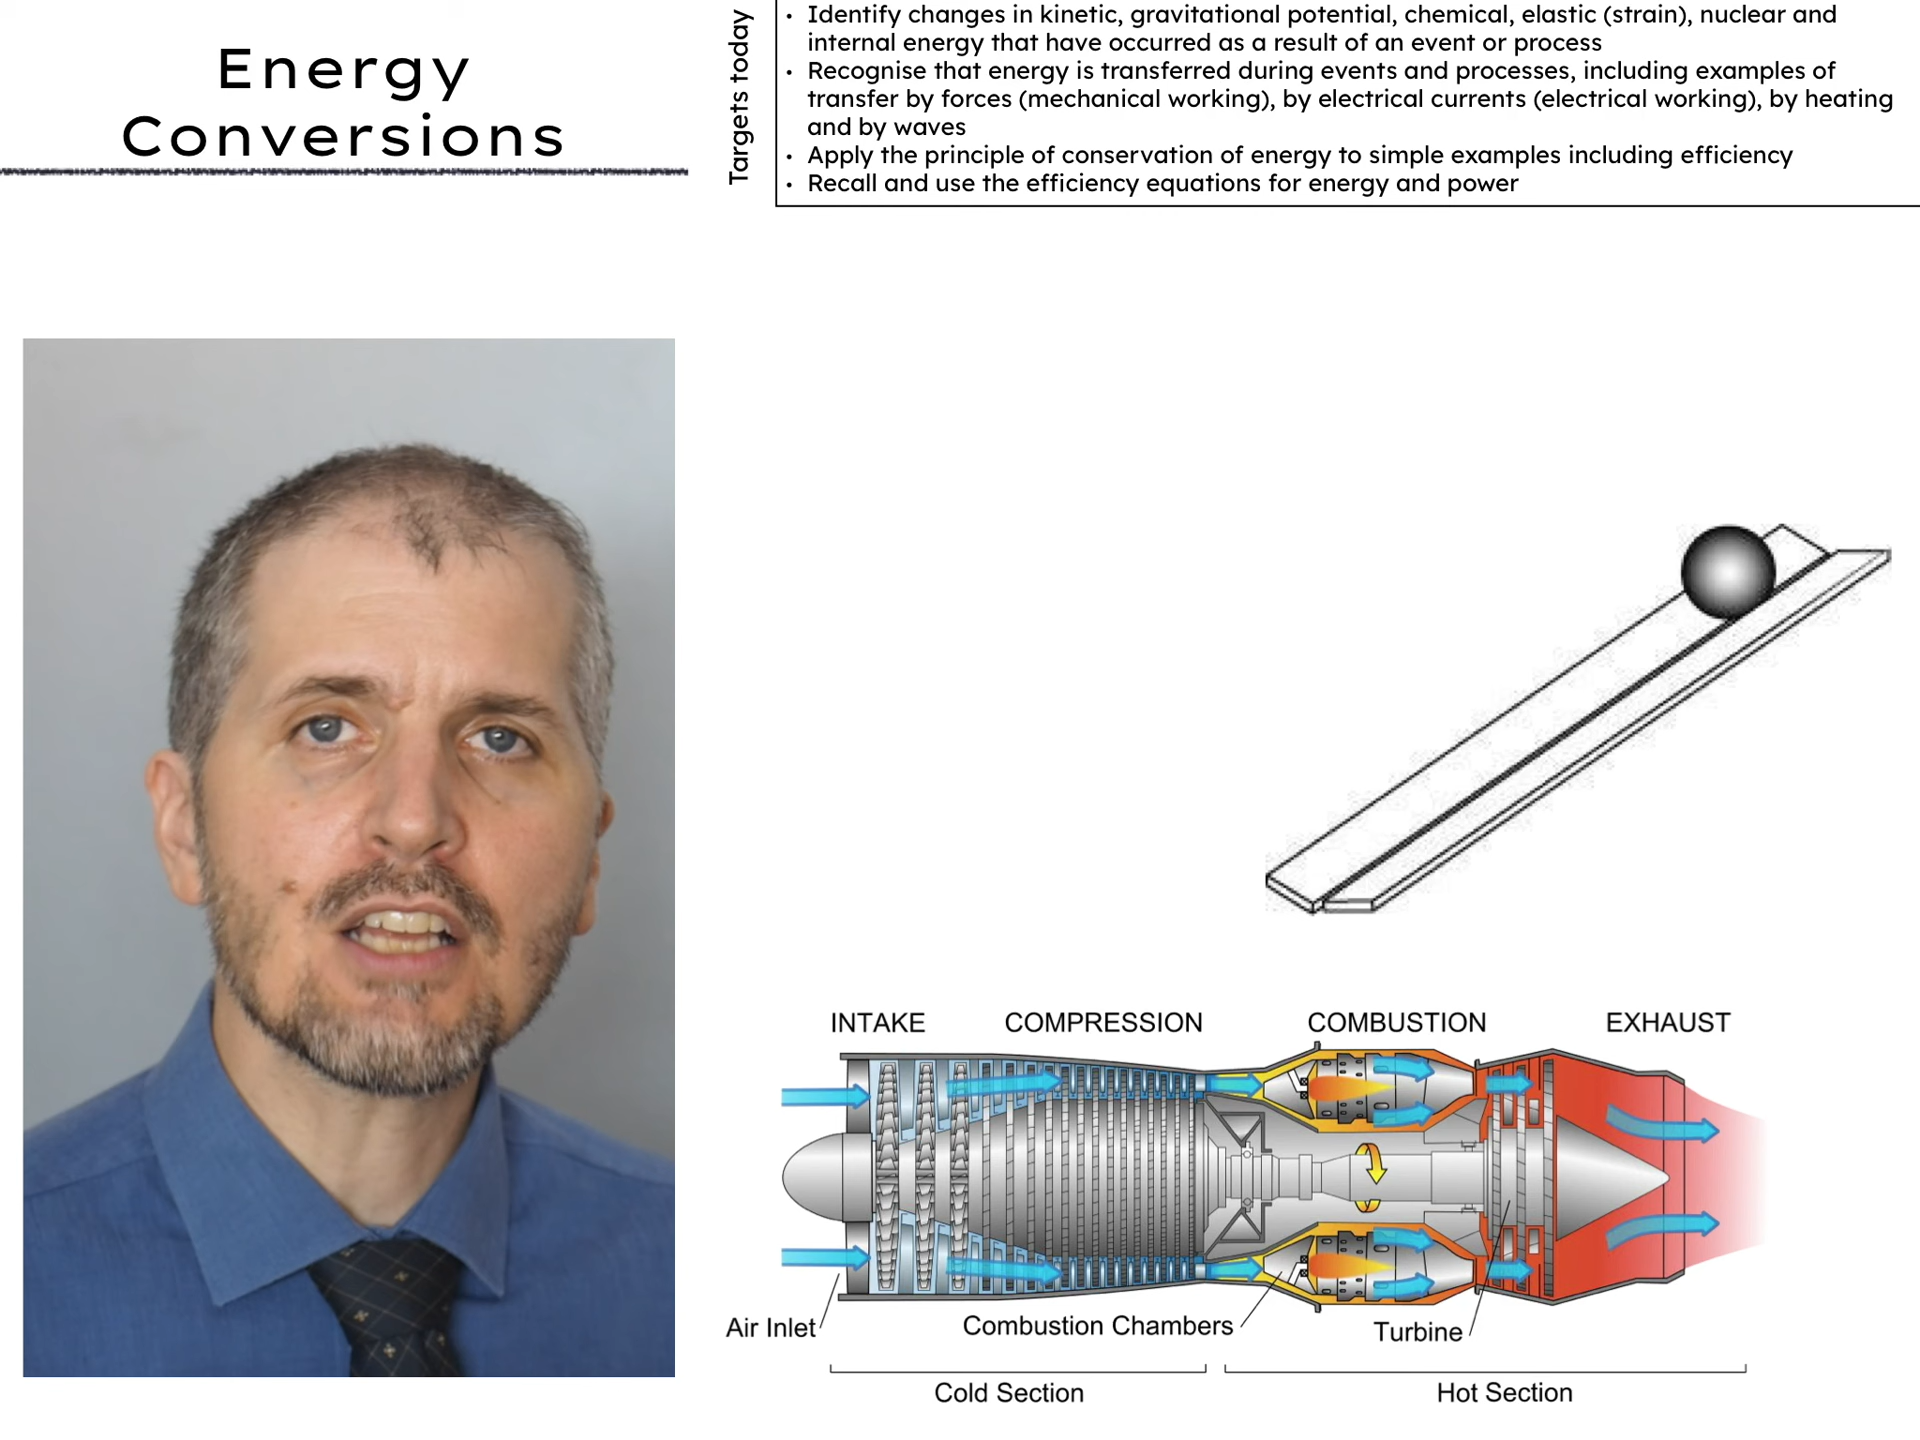 Energy
Conversions
Targets today
• Identify changes in kinetic, gravitational potential, chemical, elastic (strain), nuclear and
internal energy that have occurred as a result of an event or process
• Recognise that energy is transferred during events and processes, including examples of
transfer by forces (mechanical working), by electrical currents (electrical working), by heating
and by waves
• Apply the principle of conservation of energy to simple examples including efficiency
• Recall and use the efficiency equations for energy and power
INTAKE COMPRESSION COMBUSTION EXHAUST
Air Inlet Combustion Chambers Turbine
Cold Section Hot Section